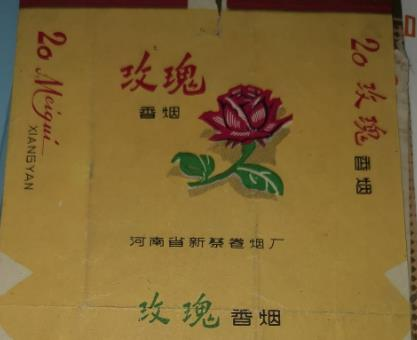 20 Meigui
XIANGYAN
玫瑰
香烟
20 玫瑰 香烟
河南省新蔡卷烟厂
玫瑰 香烟